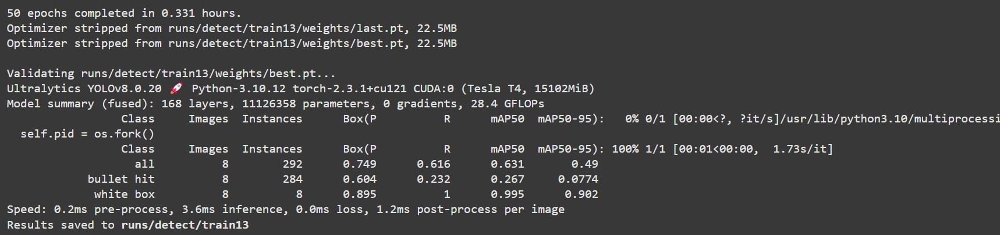 50 epochs completed in 0.331 hours.
Optimizer stripped from runs/detect/train13/weights/last.pt, 22.5MB
Optimizer stripped from runs/detect/train13/weights/best.pt, 22.5MB
Validating runs/detect/train13/weights/best.pt...
Ultralytics YOLOv8.0.20 🚀 Python-3.10.12 torch-2.3.1+cu121 CUDA:0 (Tesla T4, 15102MiB)
Model summary (fused): 168 layers, 11126358 parameters, 0 gradients, 28.4 GFLOPs
Class Images Instances Box(P R mAP50 mAP50-95): 0% 0/1 [00:00<?, ?it/s]/usr/lib/python3.10/multiprocessi
self.pid = os.fork()
Class Images Instances Box(P R mAP50 mAP50-95): 100% 1/1 [00:01<00:00, 1.73s/it]
all 8 292 0.749 0.616 0.631 0.49
bullet hit 8 284 0.604 0.232 0.267 0.0774
white box 8 8 0.895 1 0.995 0.902
Speed: 0.2ms pre-process, 3.6ms inference, 0.0ms loss, 1.2ms post-process per image
Results saved to runs/detect/train13